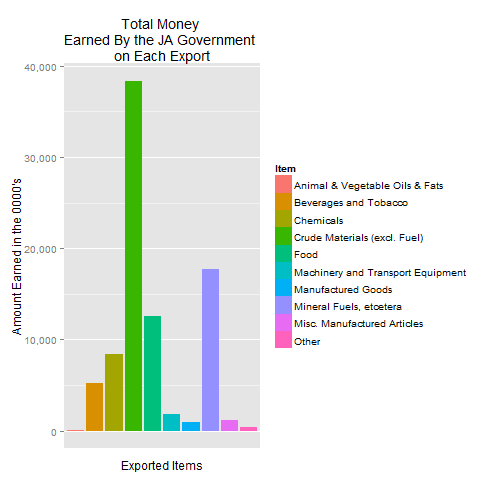 Total Money
Earned By the JA Government
on Each Export
40,000
30,000
20,000
10,000
0
Amount Earned in the 0000's
Exported Items
Item
Animal & Vegetable Oils & Fats
Beverages and Tobacco
Chemicals
Crude Materials (excl. Fuel)
Food
Machinery and Transport Equipment
Manufactured Goods
Mineral Fuels, etcetera
Misc. Manufactured Articles
Other